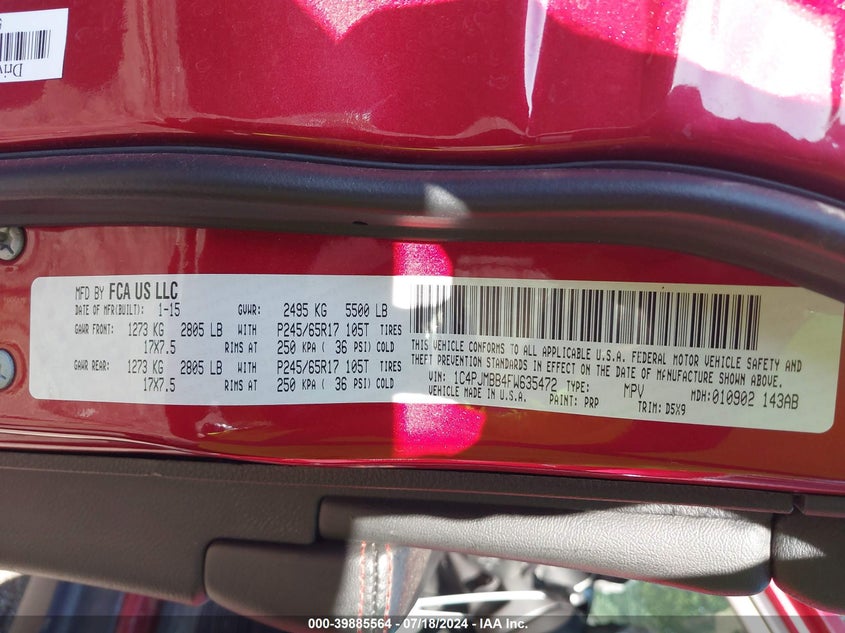 Driv
MFD BY FCA US LLC
DATE OF MFR(BUILT): 1-15 GVWR: 2495 KG 5500 LB
GAWR FRONT: 1273 KG 2805 LB WITH P245/65R17 105T TIRES
17X7.5 RIMS AT 250 KPA ( 36 PSI) COLD
GAWR REAR: 1273 KG 2805 LB WITH P245/65R17 105T TIRES
17X7.5 RIMS AT 250 KPA ( 36 PSI) COLD
THIS VEHICLE CONFORMS TO ALL APPLICABLE U.S.A. FEDERAL MOTOR VEHICLE SAFETY AND
THEFT PREVENTION STANDARDS IN EFFECT ON THE DATE OF MANUFACTURE SHOWN ABOVE.
VIN: 1C4PJMBB4FW635472 TYPE: MPV MDH:010902 143AB
VEHICLE MADE IN U.S.A. PAINT: PRP TRIM: D5X9
000-39885564 / 07/18/2024 - IAA Inc.